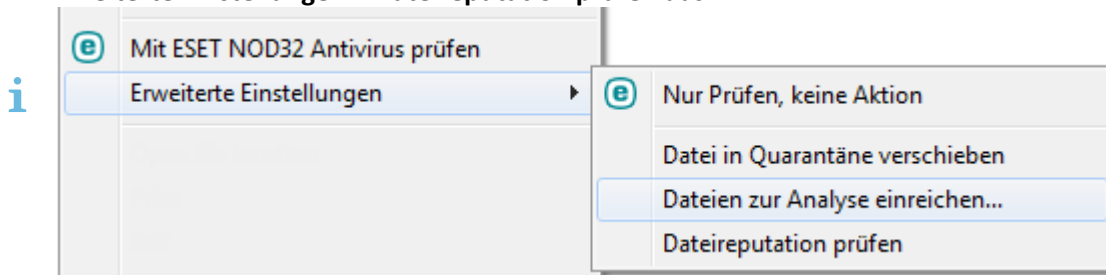 Mit ESET NOD32 Antivirus prüfen
Erweiterte Einstellungen
Nur Prüfen, keine Aktion
Datei in Quarantäne verschieben
Dateien zur Analyse einreichen...
Dateireputation prüfen